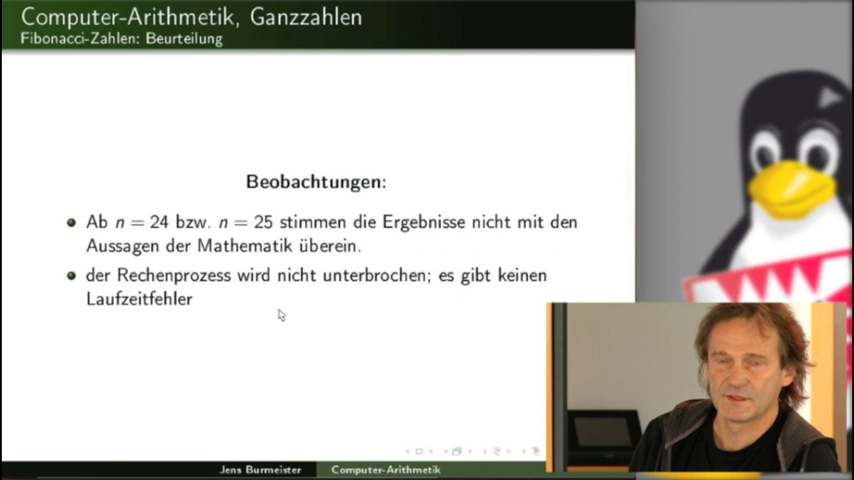 Computer-Arithmetik, Ganzzahlen
Fibonacci-Zahlen: Beurteilung
Beobachtungen:
Ab n = 24 bzw. n = 25 stimmen die Ergebnisse nicht mit den
Aussagen der Mathematik überein.
der Rechenprozess wird nicht unterbrochen; es gibt keinen
Laufzeitfehler
Jens Burmeister
Computer-Arithmetik